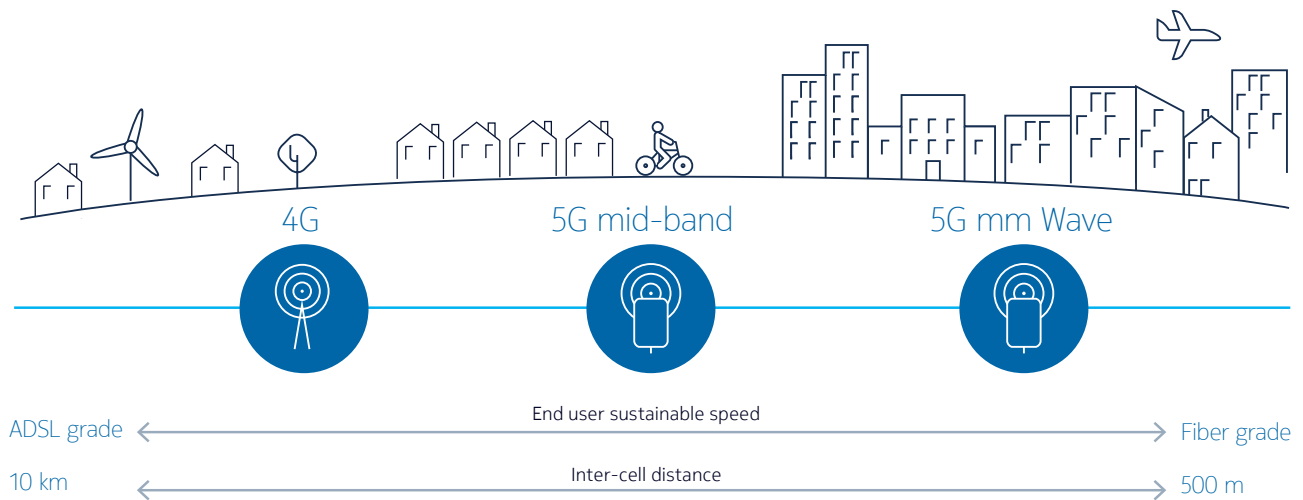 4G
5G mid-band
5G mm Wave
End user sustainable speed
ADSL grade
Fiber grade
Inter-cell distance
10 km
500 m